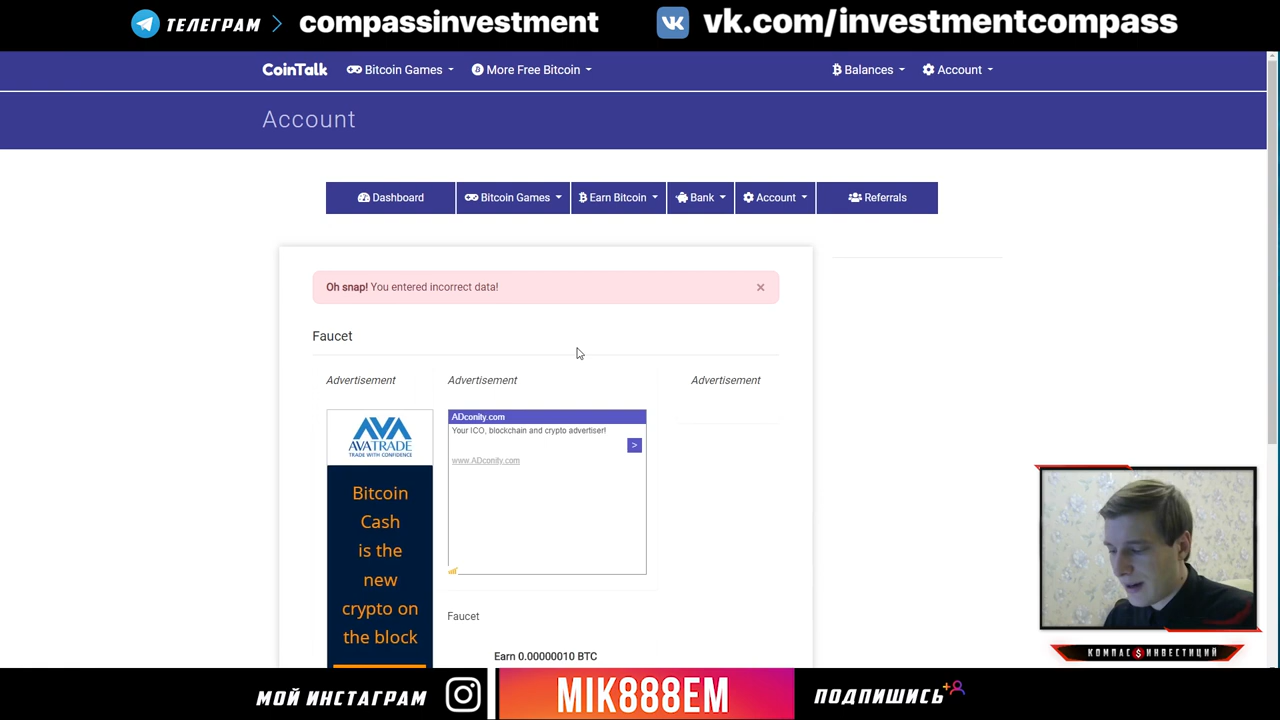 ТЕЛЕГРАМ > compassinvestment
vk.com/investmentcompass
CoinTalk Bitcoin Games More Free Bitcoin Balances Account
Account
Dashboard Bitcoin Games Earn Bitcoin Bank Account Referrals
Oh snap! You entered incorrect data! ×
Faucet
Advertisement Advertisement Advertisement
AVA
AVATRADE
TRADE WITH CONFIDENCE
Bitcoin
Cash
is the
new
crypto on
the block
ADconity.com
Your ICO, blockchain and crypto advertiser!
>
www.ADconity.com
Faucet
Earn 0.00000010 BTC
КОМПАС $ ИНВЕСТИЦИЙ
МОЙ ИНСТАГРАМ MIK888EM ПОДПИШИСЬ